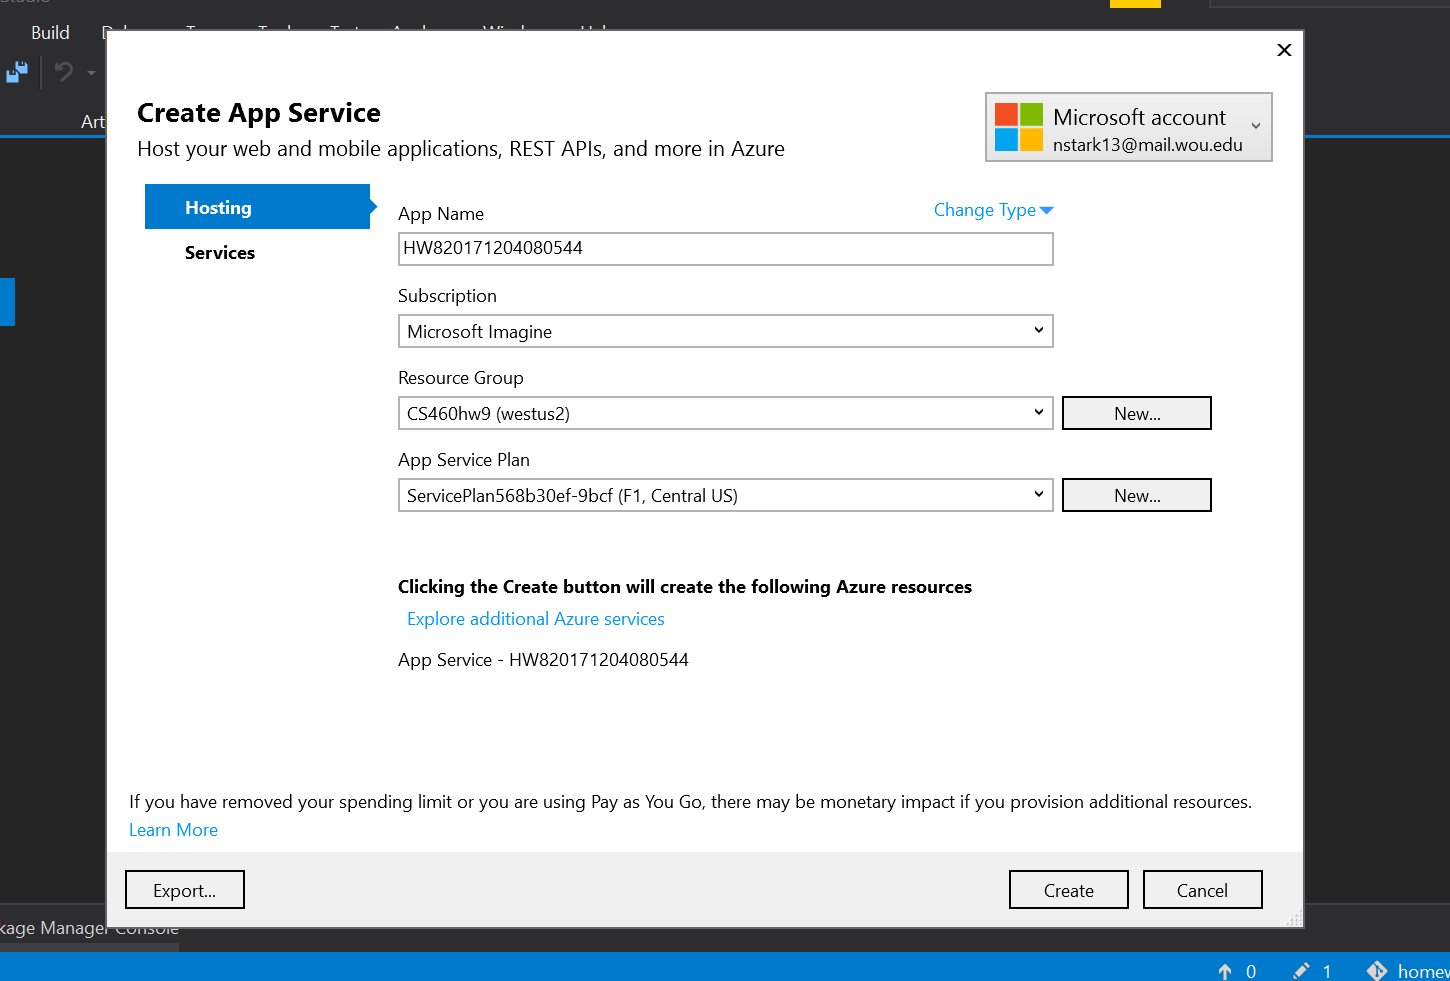 Build
Art
Create App Service
Host your web and mobile applications, REST APIs, and more in Azure
Microsoft account
nstark13@mail.wou.edu
Hosting
Services
App Name
Change Type
HW820171204080544
Subscription
Microsoft Imagine
Resource Group
CS460hw9 (westus2)
New...
App Service Plan
ServicePlan568b30ef-9bcf (F1, Central US)
New...
Clicking the Create button will create the following Azure resources
Explore additional Azure services
App Service - HW820171204080544
If you have removed your spending limit or you are using Pay as You Go, there may be monetary impact if you provision additional resources.
Learn More
Export...
Create
Cancel
kage Manager Console
0
1
homew